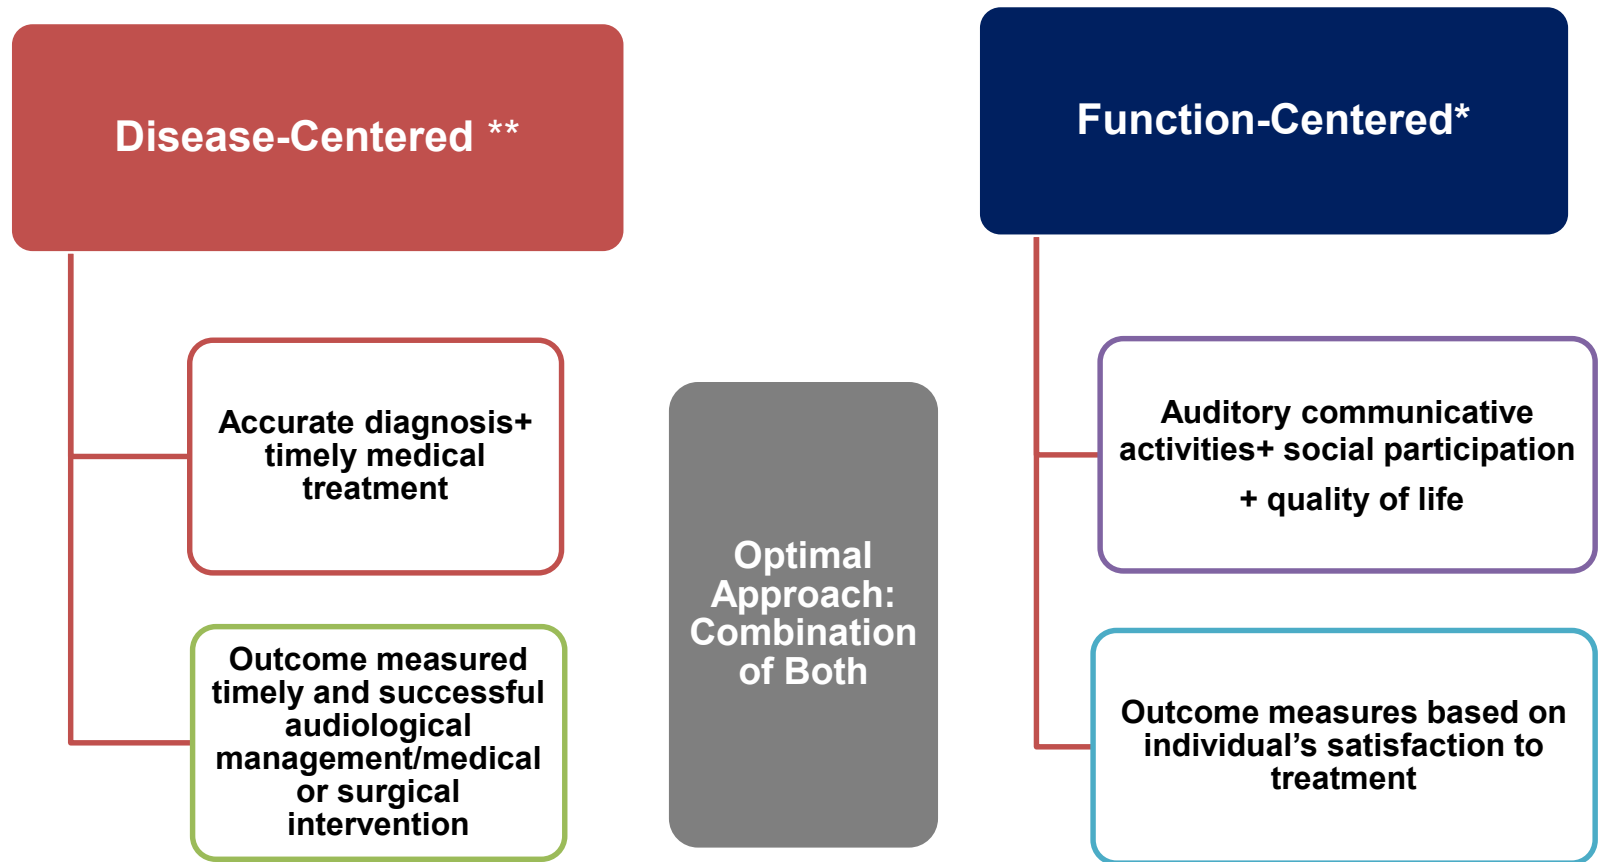 Disease-Centered **
Function-Centered*
Accurate diagnosis+
timely medical
treatment
Outcome measured
timely and successful
audiological
management/medical
or surgical
intervention
Optimal
Approach:
Combination
of Both
Auditory communicative
activities+ social participation
+ quality of life
Outcome measures based on
individual’s satisfaction to
treatment